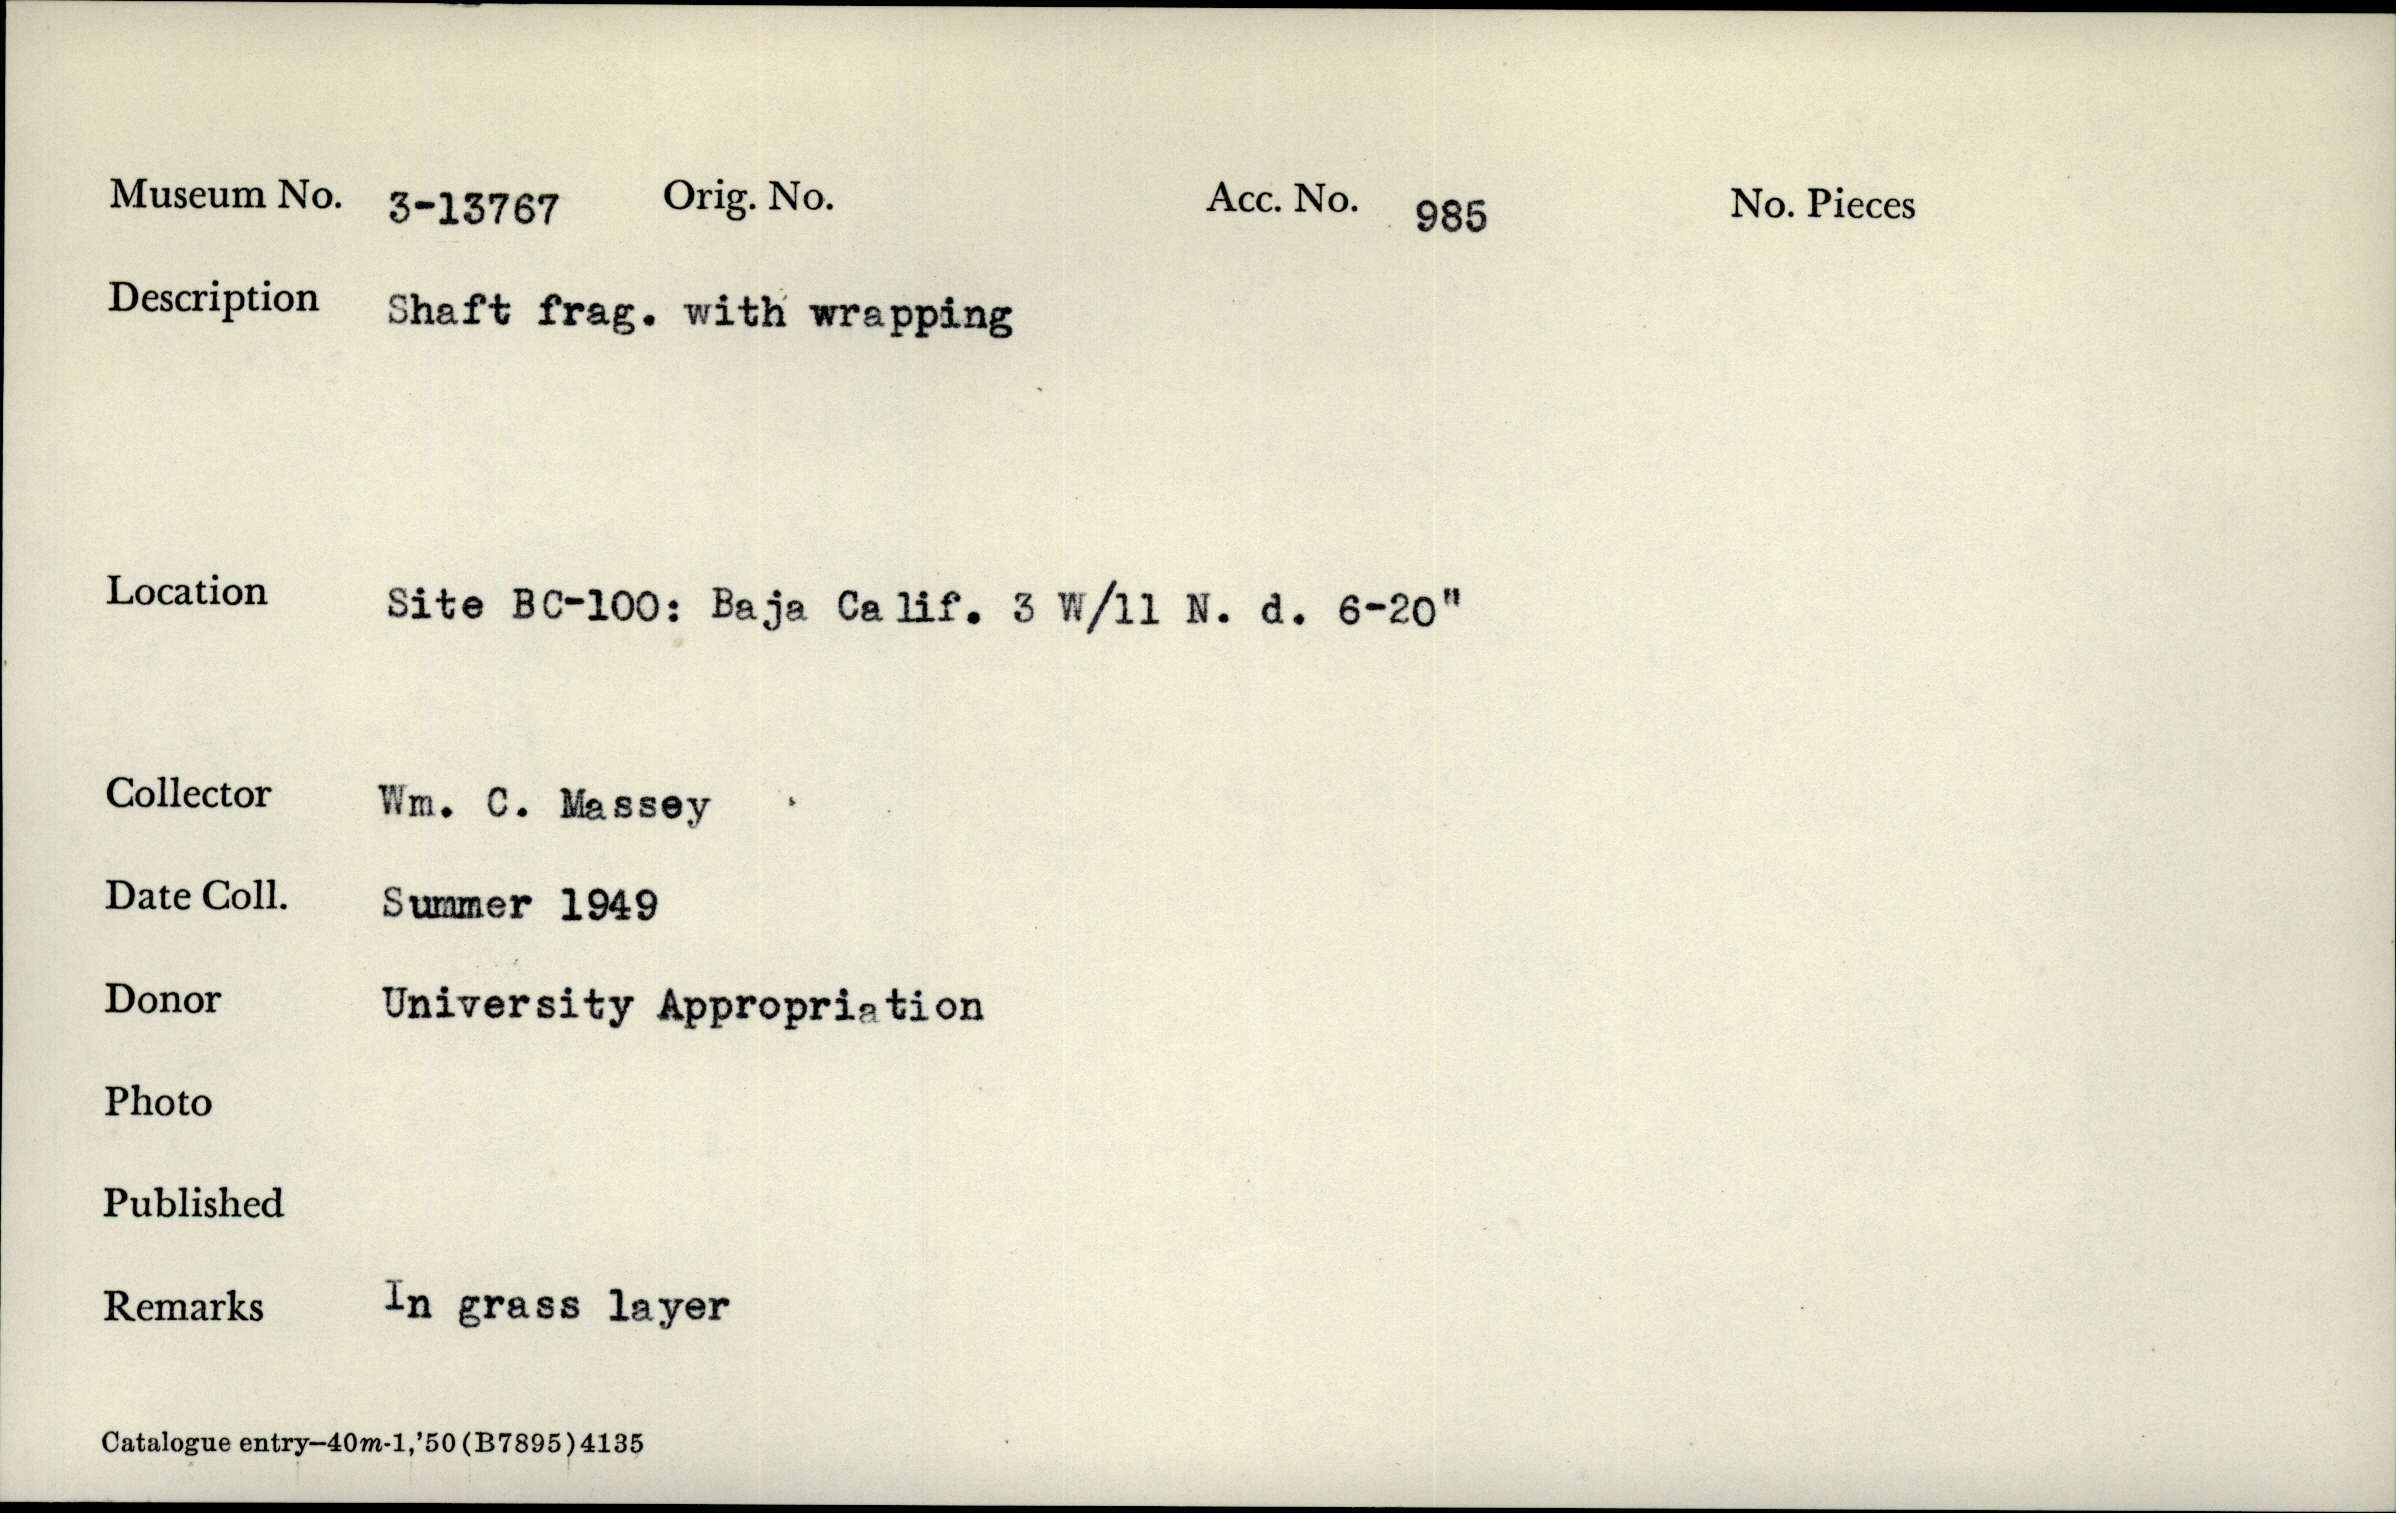 Museum No. 3-13767 Orig. No. Acc. No. 985 No. Pieces
Description Shaft frag. with wrapping
Location Site BC-100: Baja Calif. 3 W/11 N. d. 6-20"
Collector Wm. C. Massey
Date Coll. Summer 1949
Donor University Appropriation
Photo
Published
Remarks In grass layer
Catalogue entry—40m-1,'50(B7895)4135